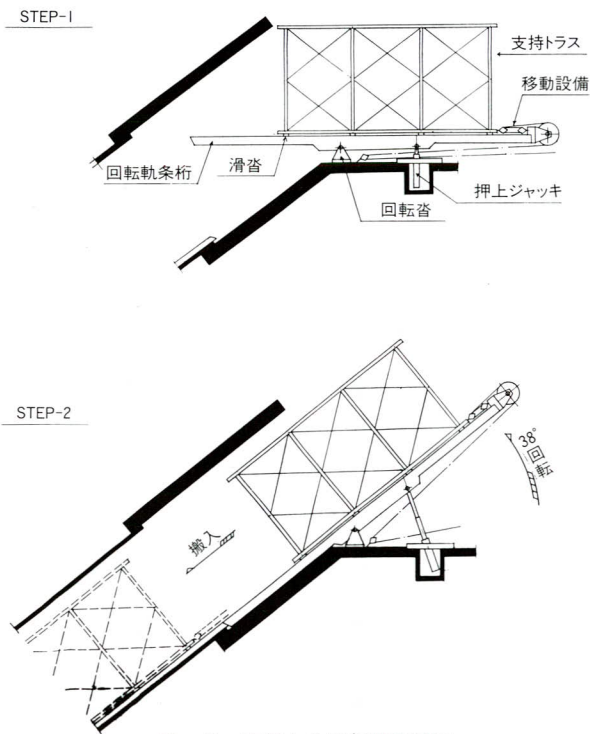 STEP-1
支持トラス
移動設備
回転軌条桁
滑沓
回転沓
押上ジャッキ
STEP-2
38°回転
搬入